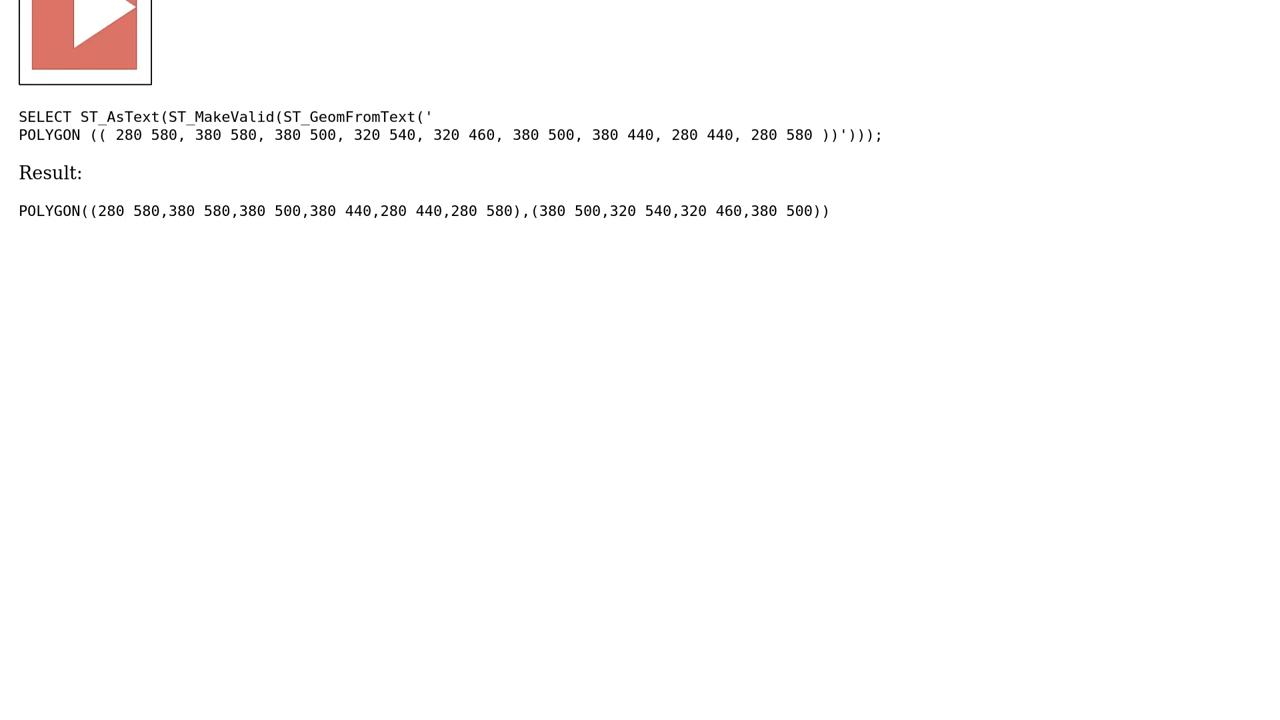 SELECT ST_AsText(ST_MakeValid(ST_GeomFromText('
POLYGON (( 280 580, 380 580, 380 500, 320 540, 320 460, 380 500, 380 440, 280 440, 280 580 ))')));
Result:
POLYGON((280 580,380 580,380 500,380 440,280 440,280 580),(380 500,320 540,320 460,380 500))